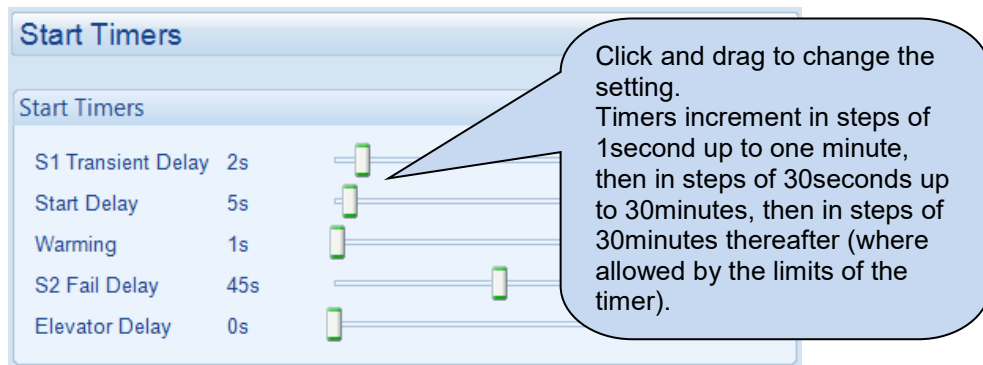 Start Timers
Start Timers
S1 Transient Delay 2s
Start Delay 5s
Warming 1s
S2 Fail Delay 45s
Elevator Delay 0s
Click and drag to change the
setting.
Timers increment in steps of
1second up to one minute,
then in steps of 30seconds up
to 30minutes, then in steps of
30minutes thereafter (where
allowed by the limits of the
timer).